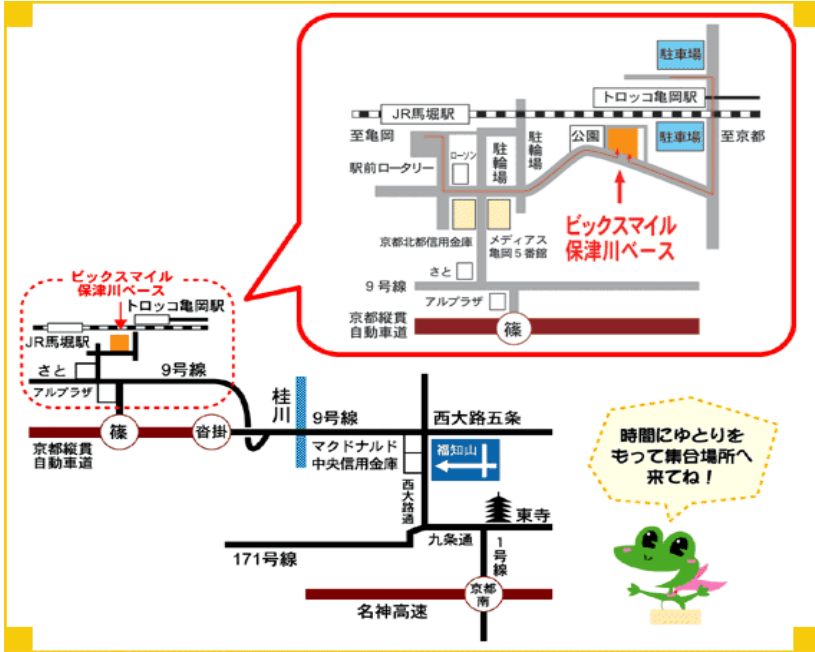 駐車場
トロッコ亀岡駅
JR馬堀駅
至亀岡
駅前ロータリー
ローソン
駐輪場
駐輪場
公園
駐車場
至京都
ビックスマイル
保津川ベース
京都北都信用金庫
メディアス
亀岡5番館
さと
9号線
アルプラザ
京都縦貫
自動車道
篠
ビックスマイル
保津川ベース
トロッコ亀岡駅
JR馬堀駅
さと
9号線
アルプラザ
京都縦貫
自動車道
篠
沓掛
桂川
9号線
西大路五条
マクドナルド
中央信用金庫
福知山
西大路通
東寺
九条通
1号線
171号線
京都
南
名神高速
時間にゆとりを
もって集合場所へ
来てね!